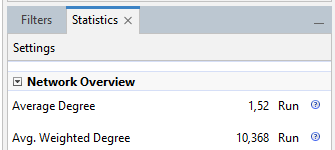 Filters Statistics ×
Settings
Network Overview
Average Degree 1,52 Run
Avg. Weighted Degree 10,368 Run